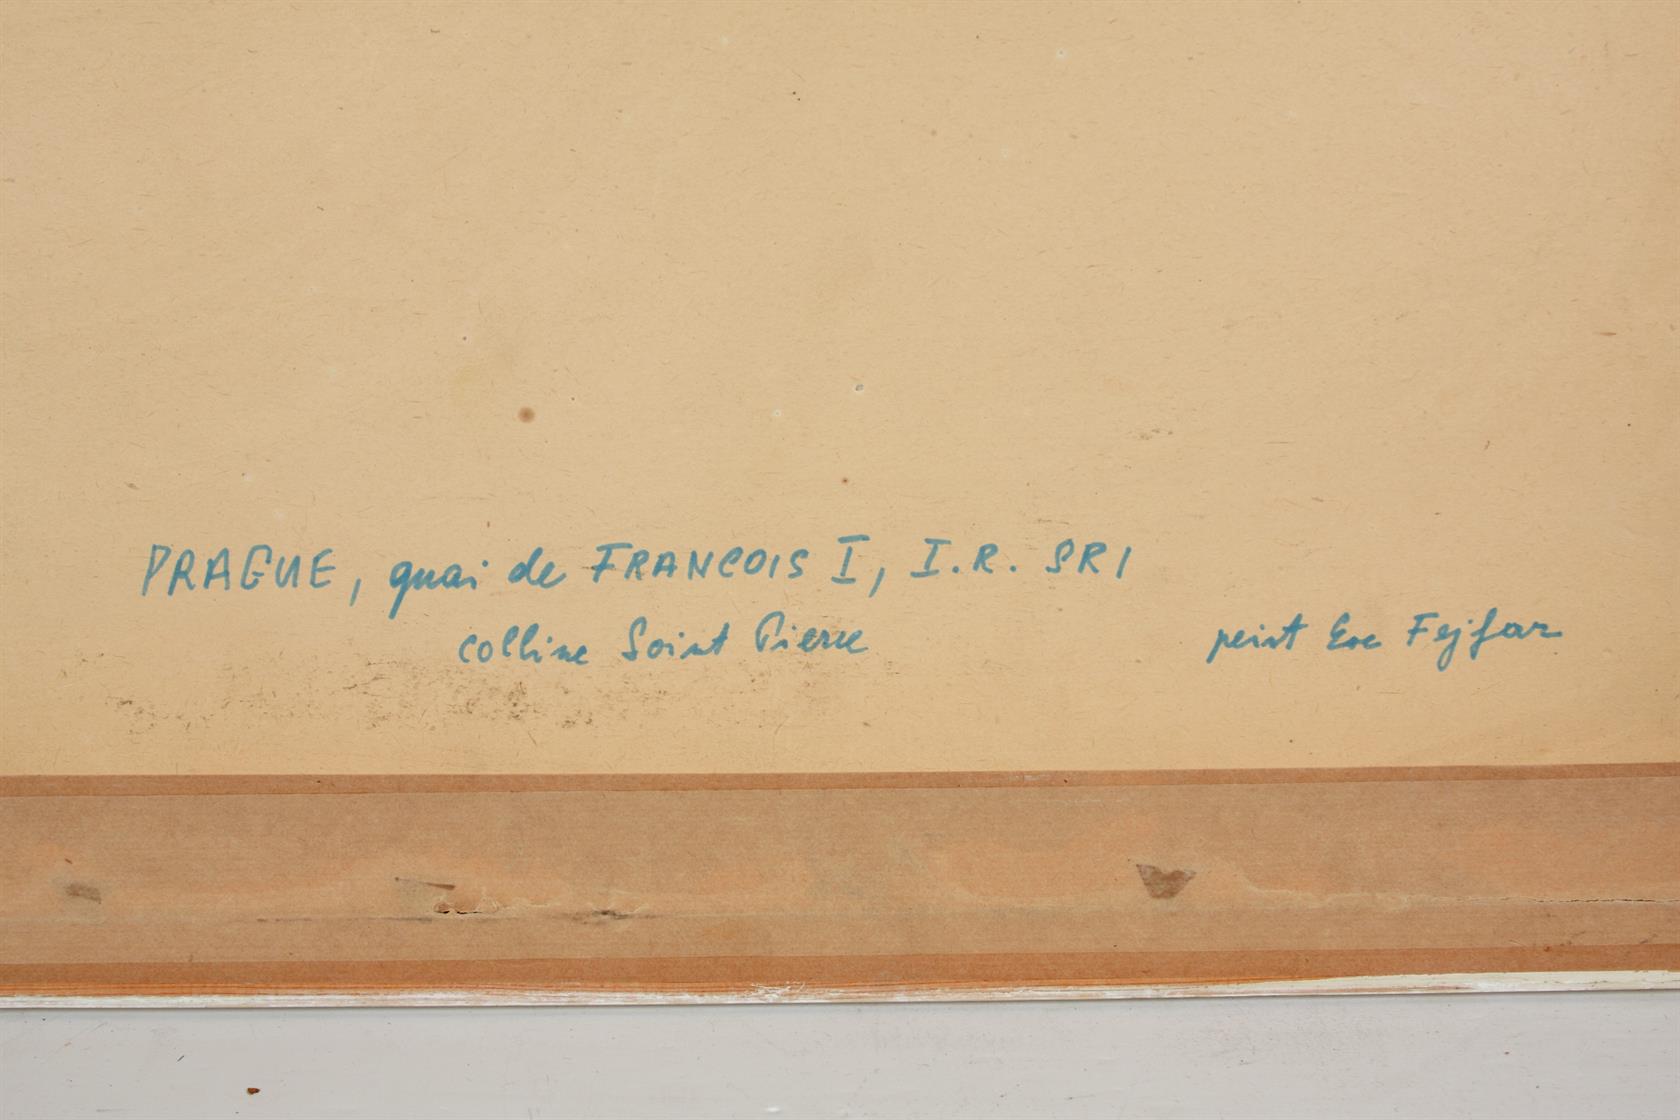 PRAGUE, quai de FRANCOIS I, I.R. SRI
colline Saint Pierre
peint Eve Fejfar